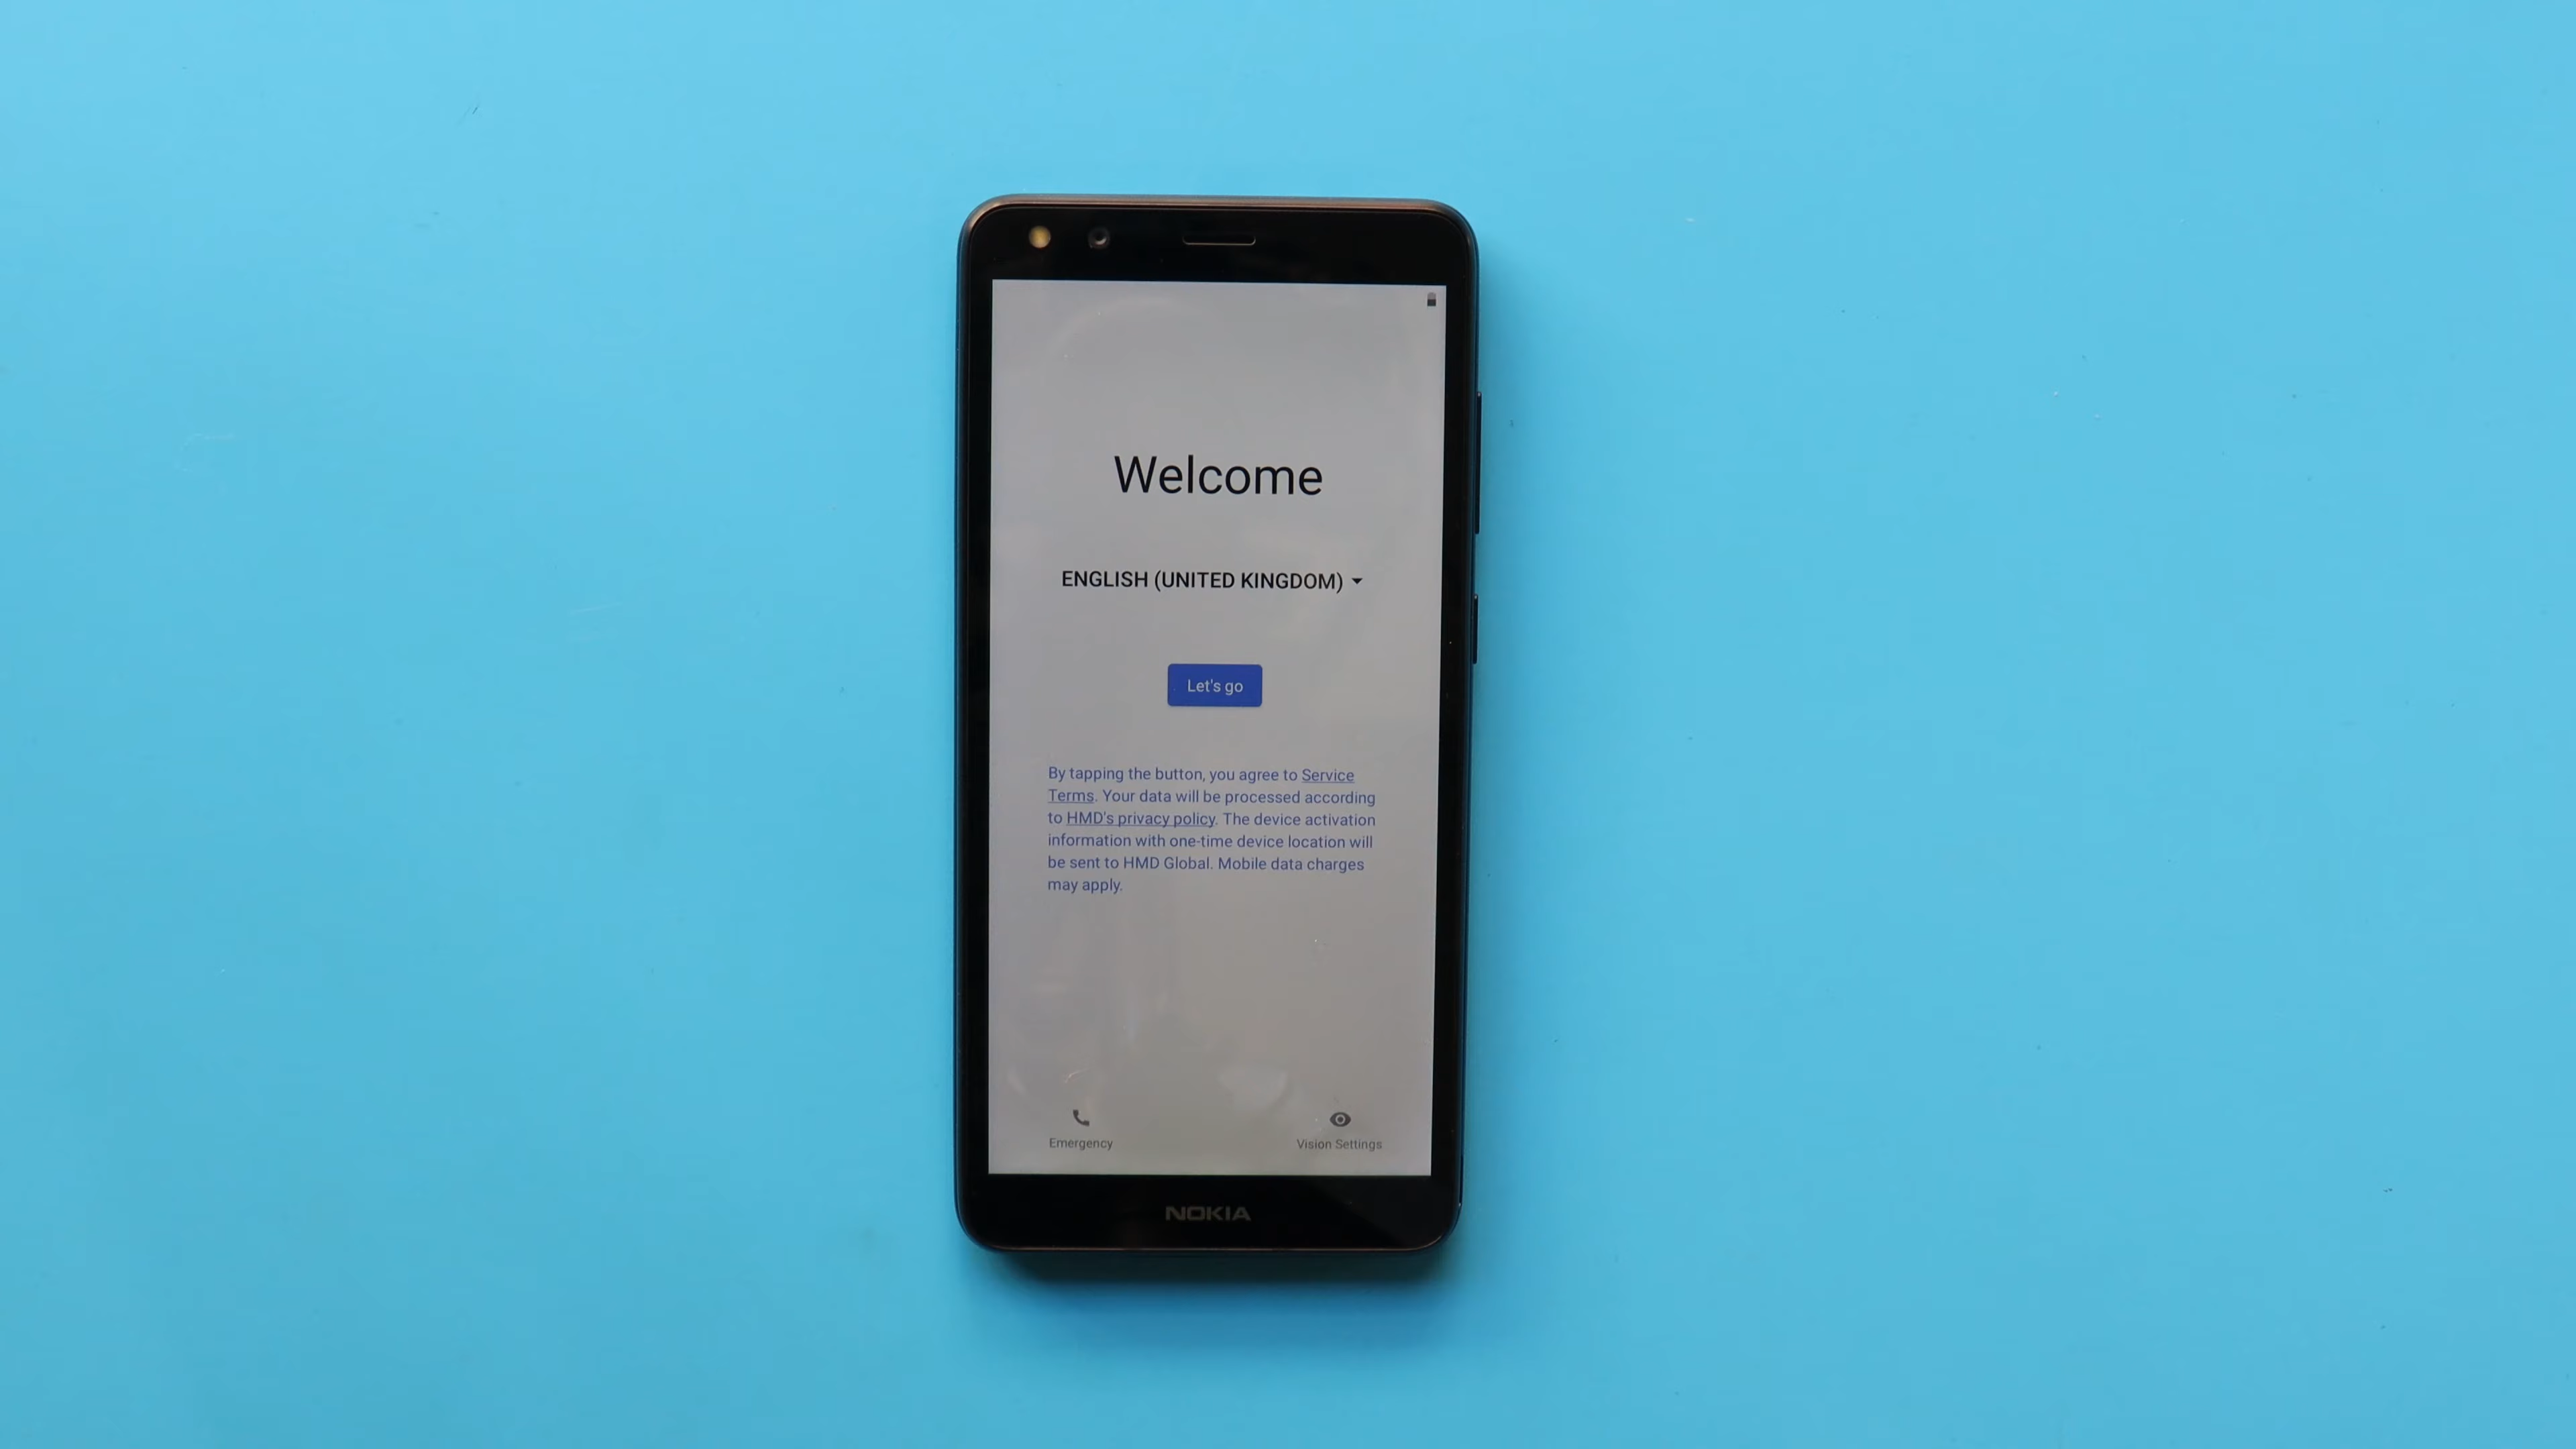 Welcome
ENGLISH (UNITED KINGDOM)
Let's go
By tapping the button, you agree to Service
Terms. Your data will be processed according
to HMD's privacy policy. The device activation
information with one-time device location will
be sent to HMD Global. Mobile data charges
may apply.
Emergency
Vision Settings
NOKIA